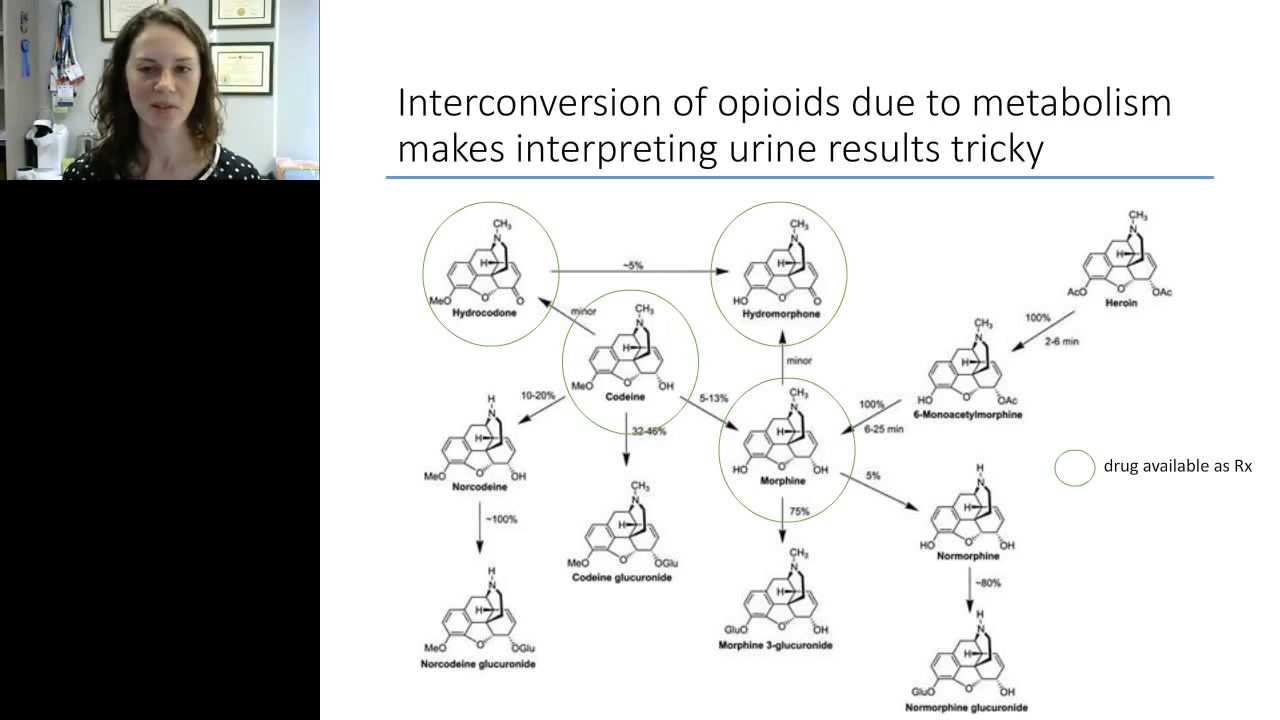 Interconversion of opioids due to metabolism
makes interpreting urine results tricky
CH₃
N
H
MeO
O
O
Hydrocodone
~5%
CH₃
N
H
HO
O
O
Hydromorphone
CH₃
N
H
AcO
O
OAc
Heroin
minor
CH₃
N
H
MeO
O
OH
Codeine
minor
100%
2-6 min
CH₃
N
H
HO
O
OAc
6-Monoacetylmorphine
10-20%
32-46%
5-13%
100%
6-25 min
H
N
H
MeO
O
OH
Norcodeine
CH₃
N
H
HO
O
OH
Morphine
drug available as Rx
~100%
75%
5%
CH₃
N
H
MeO
O
OGlu
Codeine glucuronide
H
N
H
HO
O
OH
Normorphine
~80%
H
N
H
MeO
O
OGlu
Norcodeine glucuronide
CH₃
N
H
GluO
O
OH
Morphine 3-glucuronide
H
N
H
GluO
O
OH
Normorphine glucuronide